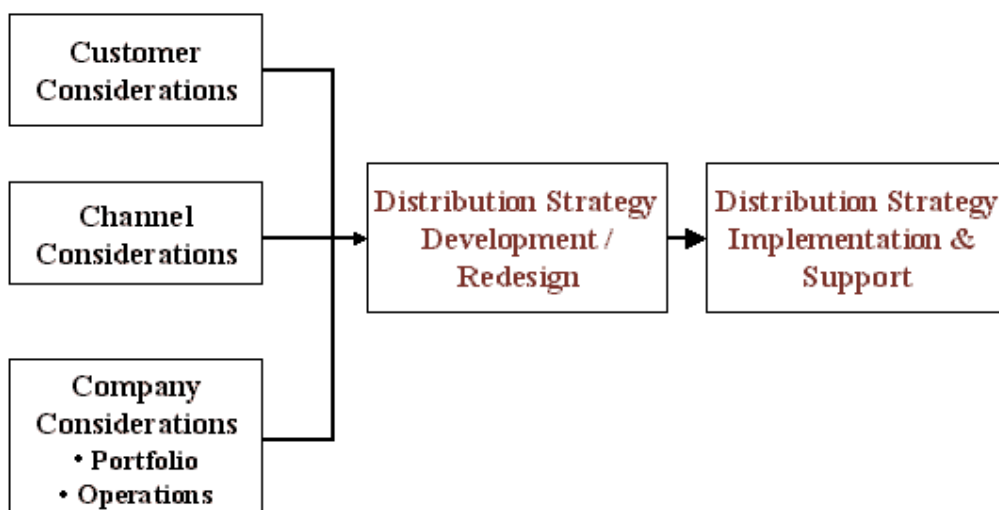 Customer
Considerations
Channel
Considerations
Company
Considerations
• Portfolio
• Operations
Distribution Strategy
Development /
Redesign
Distribution Strategy
Implementation &
Support